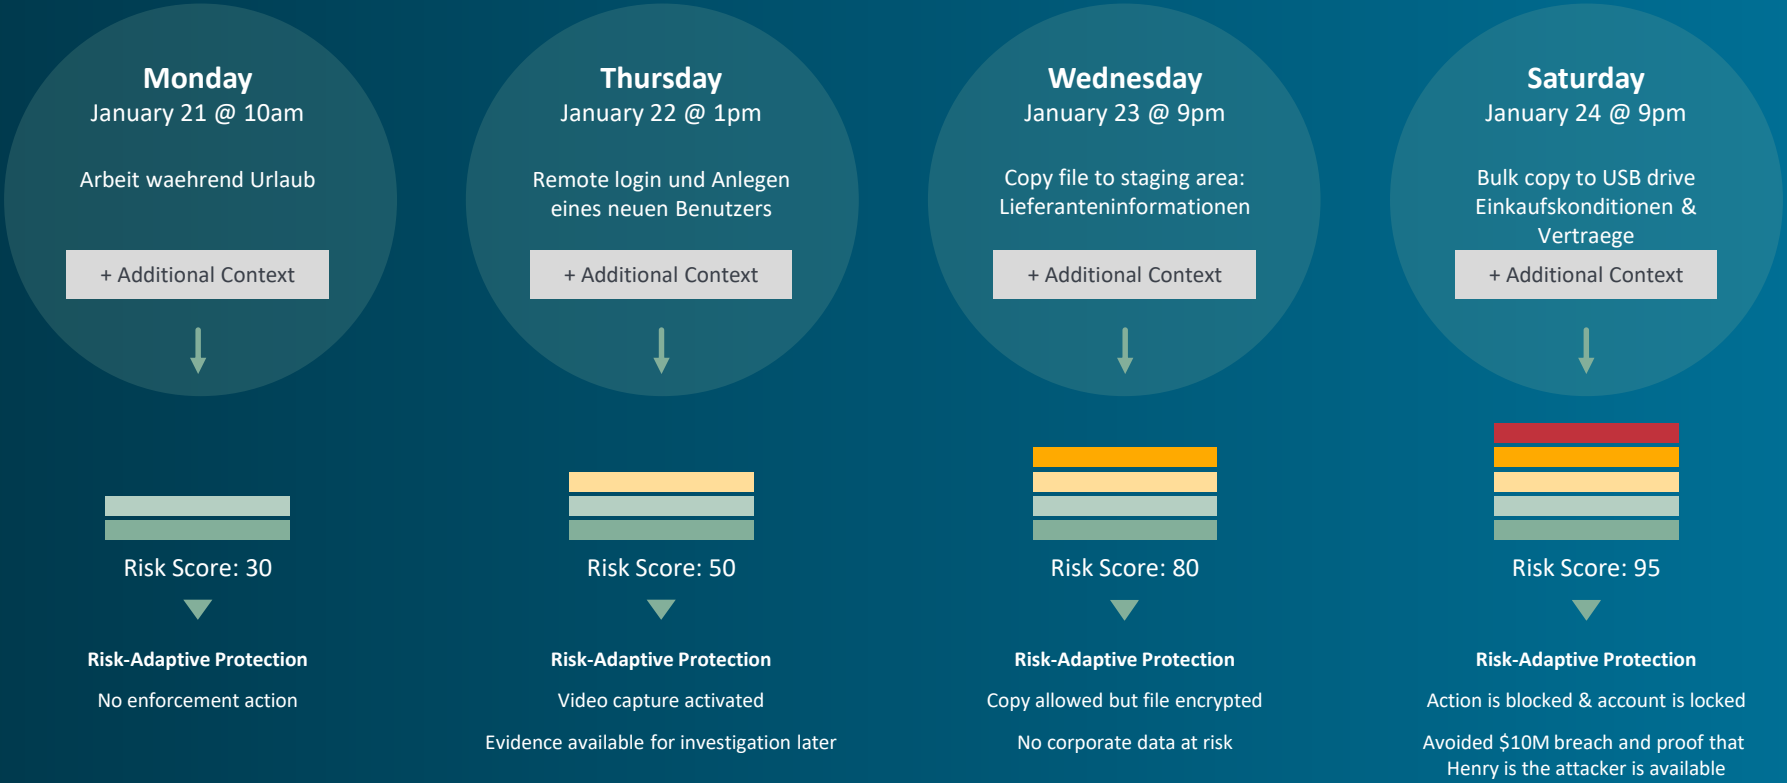 Monday
January 21 @ 10am
Arbeit waehrend Urlaub
+ Additional Context
Risk Score: 30
Risk-Adaptive Protection
No enforcement action
Thursday
January 22 @ 1pm
Remote login und Anlegen
eines neuen Benutzers
+ Additional Context
Risk Score: 50
Risk-Adaptive Protection
Video capture activated
Evidence available for investigation later
Wednesday
January 23 @ 9pm
Copy file to staging area:
Lieferanteninformationen
+ Additional Context
Risk Score: 80
Risk-Adaptive Protection
Copy allowed but file encrypted
No corporate data at risk
Saturday
January 24 @ 9pm
Bulk copy to USB drive
Einkaufskonditionen &
Vertraege
+ Additional Context
Risk Score: 95
Risk-Adaptive Protection
Action is blocked & account is locked
Avoided $10M breach and proof that
Henry is the attacker is available